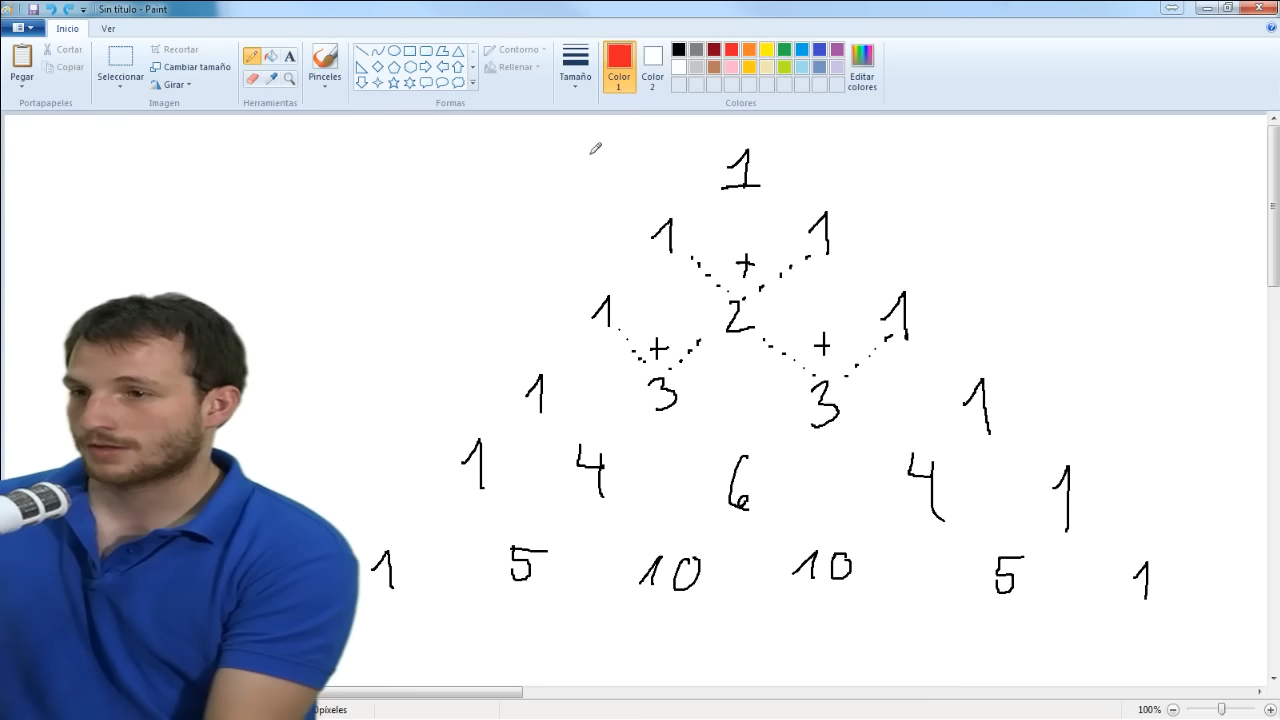 Sin título - Paint
Inicio Ver
Pegar
Cortar
Copiar
Portapapeles
Seleccionar
Recortar
Cambiar tamaño
Girar
Imagen
A
Herramientas
Pinceles
Contorno
Rellenar
Formas
Tamaño
Color 1
Color 2
Editar colores
Colores
1
1 + 1
1 + 2 + 1
1 3 3 1
1 4 6 4 1
1 5 10 10 5 1
píxeles
100%